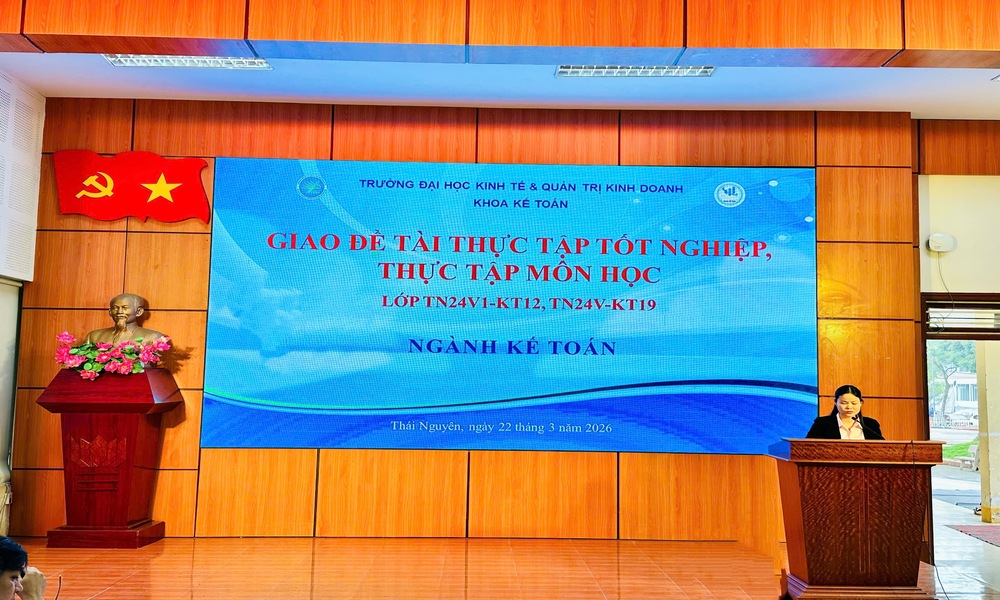 TRƯỜNG ĐẠI HỌC KINH TẾ & QUẢN TRỊ KINH DOANH
KHOA KẾ TOÁN
GIAO ĐỀ TÀI THỰC TẬP TỐT NGHIỆP,
THỰC TẬP MÔN HỌC
LỚP TN24V1-KT12, TN24V-KT19
NGÀNH KẾ TOÁN
Thái Nguyên, ngày 22 tháng 3 năm 2026